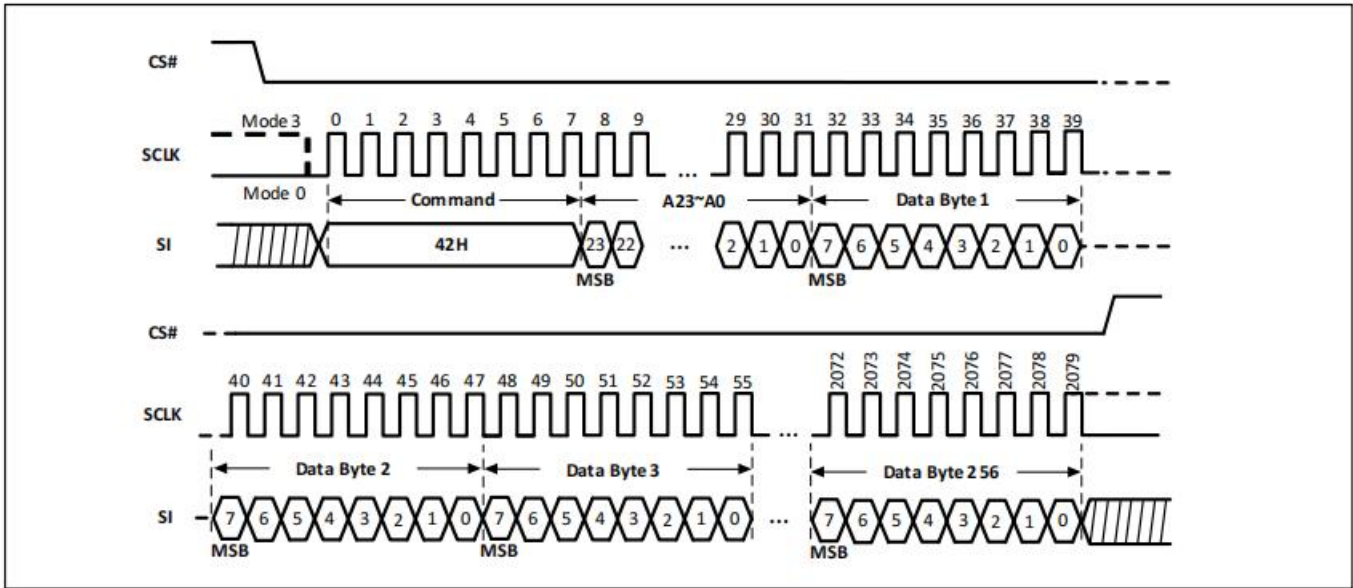 CS#
Mode 3 0 1 2 3 4 5 6 7 8 9 29 30 31 32 33 34 35 36 37 38 39
SCLK ...
Mode 0 Command A23~A0 Data Byte 1
SI 42H 23 22 ... 2 1 0 7 6 5 4 3 2 1 0
MSB MSB
CS#
40 41 42 43 44 45 46 47 48 49 50 51 52 53 54 55 2072 2073 2074 2075 2076 2077 2078 2079
SCLK ...
Data Byte 2 Data Byte 3 Data Byte 256
SI 7 6 5 4 3 2 1 0 7 6 5 4 3 2 1 0 ... 7 6 5 4 3 2 1 0
MSB MSB MSB